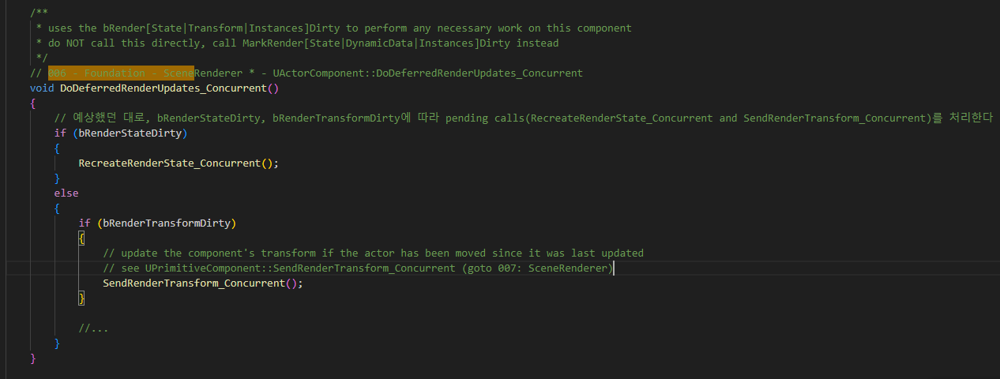 /**
 * uses the bRender[State|Transform|Instances]Dirty to perform any necessary work on this component
 * do NOT call this directly, call MarkRender[State|DynamicData|Instances]Dirty instead
 */
// 006 - Foundation - SceneRenderer * - UActorComponent::DoDeferredRenderUpdates_Concurrent
void DoDeferredRenderUpdates_Concurrent()
{
    // 예상했던 대로, bRenderStateDirty, bRenderTransformDirty에 따라 pending calls(RecreateRenderState_Concurrent and SendRenderTransform_Concurrent)를 처리한다
    if (bRenderStateDirty)
    {
        RecreateRenderState_Concurrent();
    }
    else
    {
        if (bRenderTransformDirty)
        {
            // update the component's transform if the actor has been moved since it was last updated
            // see UPrimitiveComponent::SendRenderTransform_Concurrent (goto 007: SceneRenderer)
            SendRenderTransform_Concurrent();
        }

        //...
    }
}